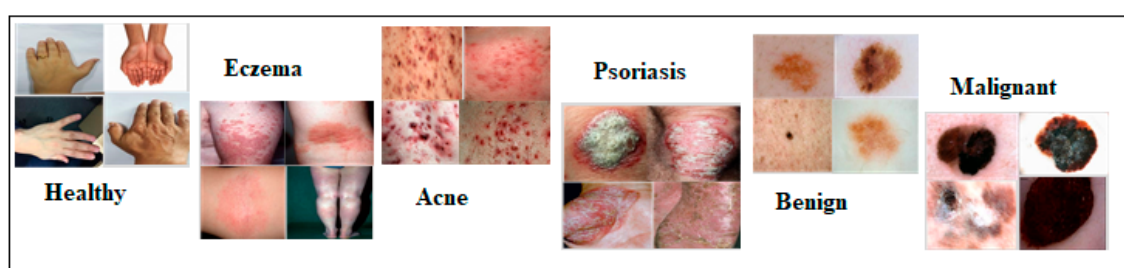 Healthy
Eczema
Acne
Psoriasis
Benign
Malignant